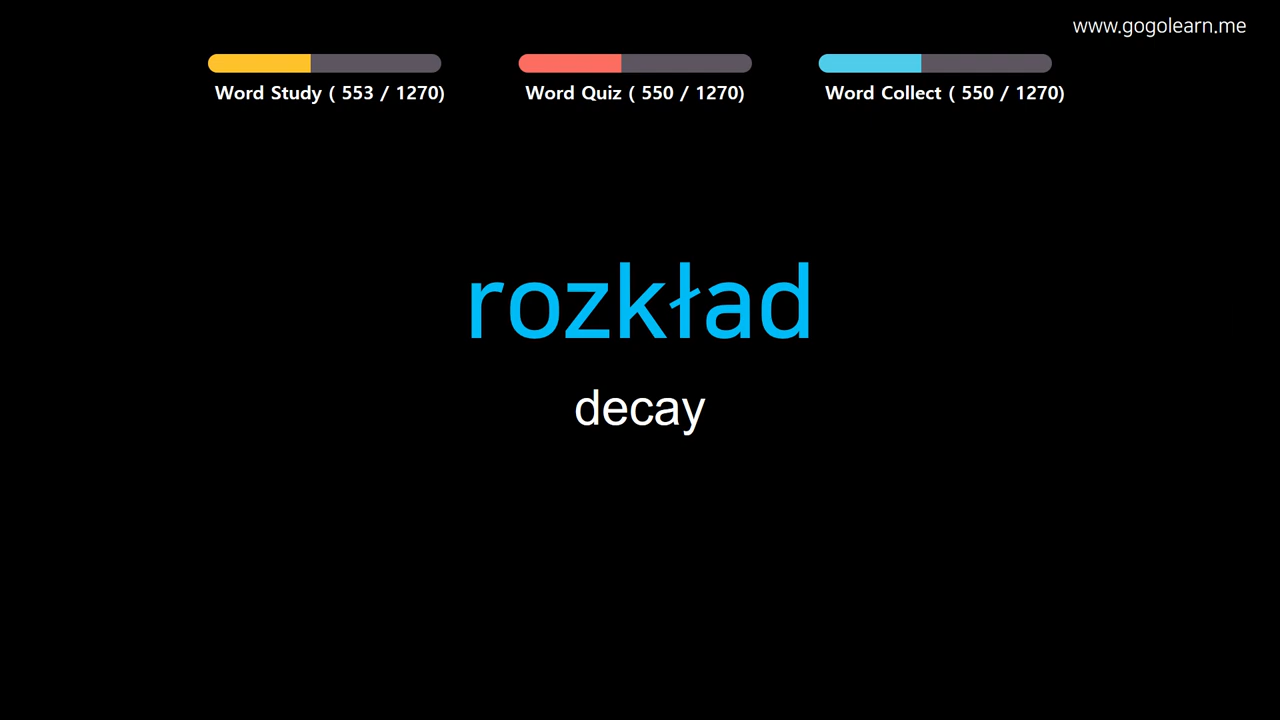 www.gogolearn.me
Word Study ( 553 / 1270)
Word Quiz ( 550 / 1270)
Word Collect ( 550 / 1270)
rozkład
decay